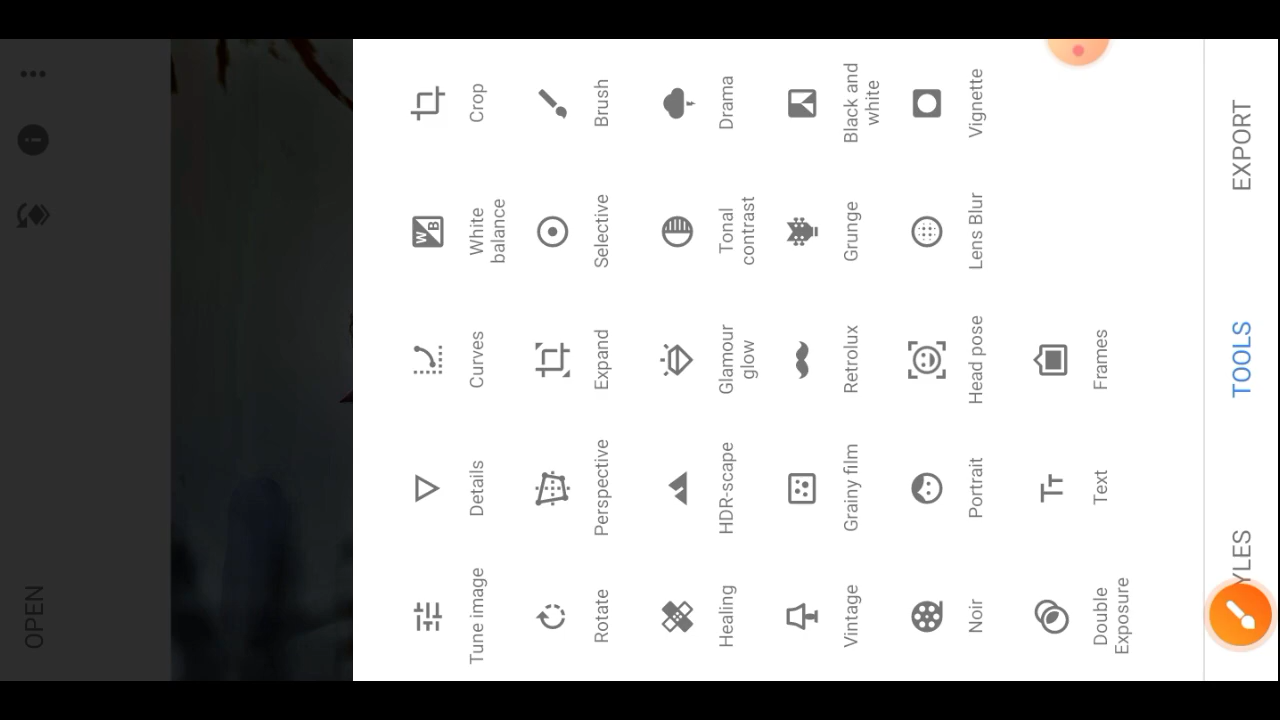 OPEN
Tune image
Details
Curves
White
balance
Crop
Rotate
Perspective
Expand
Selective
Brush
Healing
HDR-scape
Glamour
glow
Tonal
contrast
Drama
Vintage
Grainy film
Retrolux
Grunge
Black and
white
Noir
Portrait
Head pose
Lens Blur
Vignette
Double
Exposure
Text
Frames
YLES
TOOLS
EXPORT